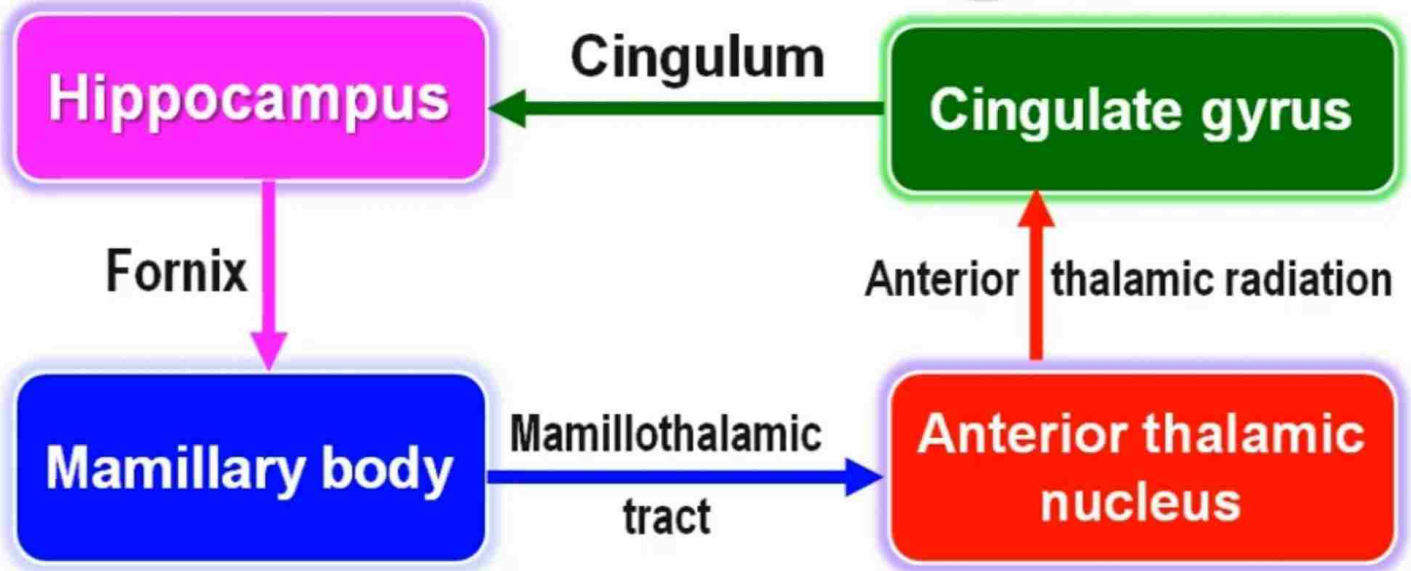 Hippocampus
Cingulum
Cingulate gyrus
Fornix
Anterior thalamic radiation
Mamillary body
Mamillothalamic
tract
Anterior thalamic
nucleus